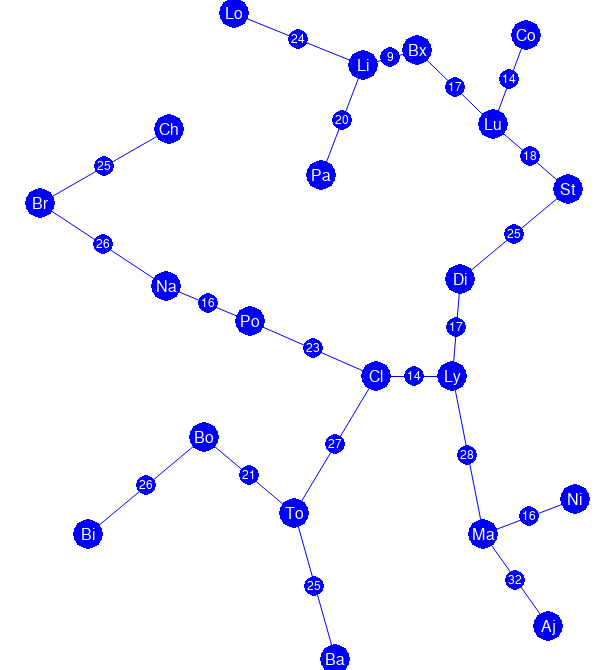 Lo
24
Li
9
Bx
Co
17
14
20
Lu
Ch
18
25
Pa
St
Br
26
25
Di
Na
16
Po
17
23
Cl
14
Ly
27
28
Bo
21
26
Ni
To
16
Bi
Ma
25
32
Aj
Ba